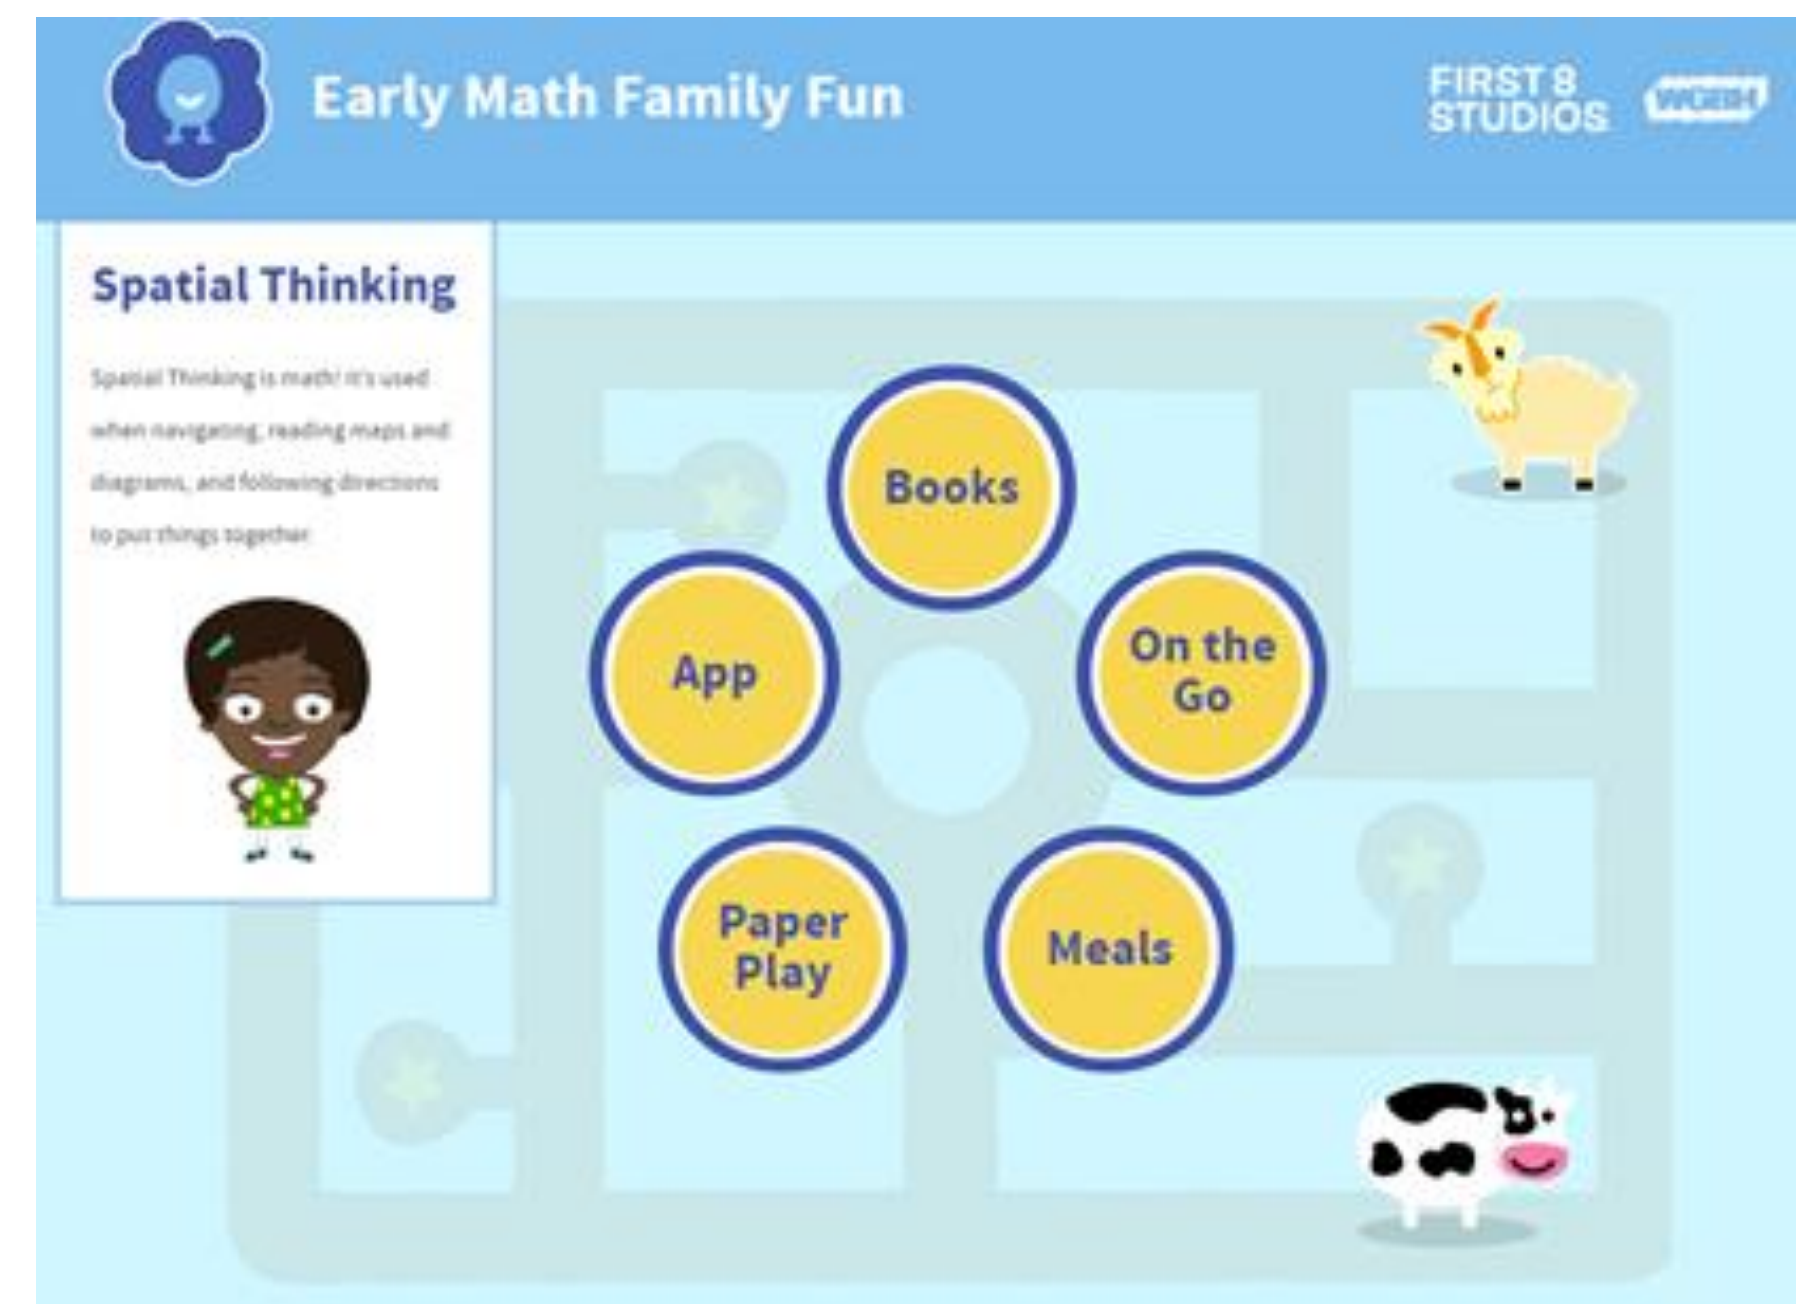 Early Math Family Fun
FIRST 8
STUDIOS
WGBH
Spatial Thinking
Spatial Thinking is math! It's used
when navigating, reading maps and
diagrams, and following directions
to put things together.
Books
App
On the
Go
Paper
Play
Meals